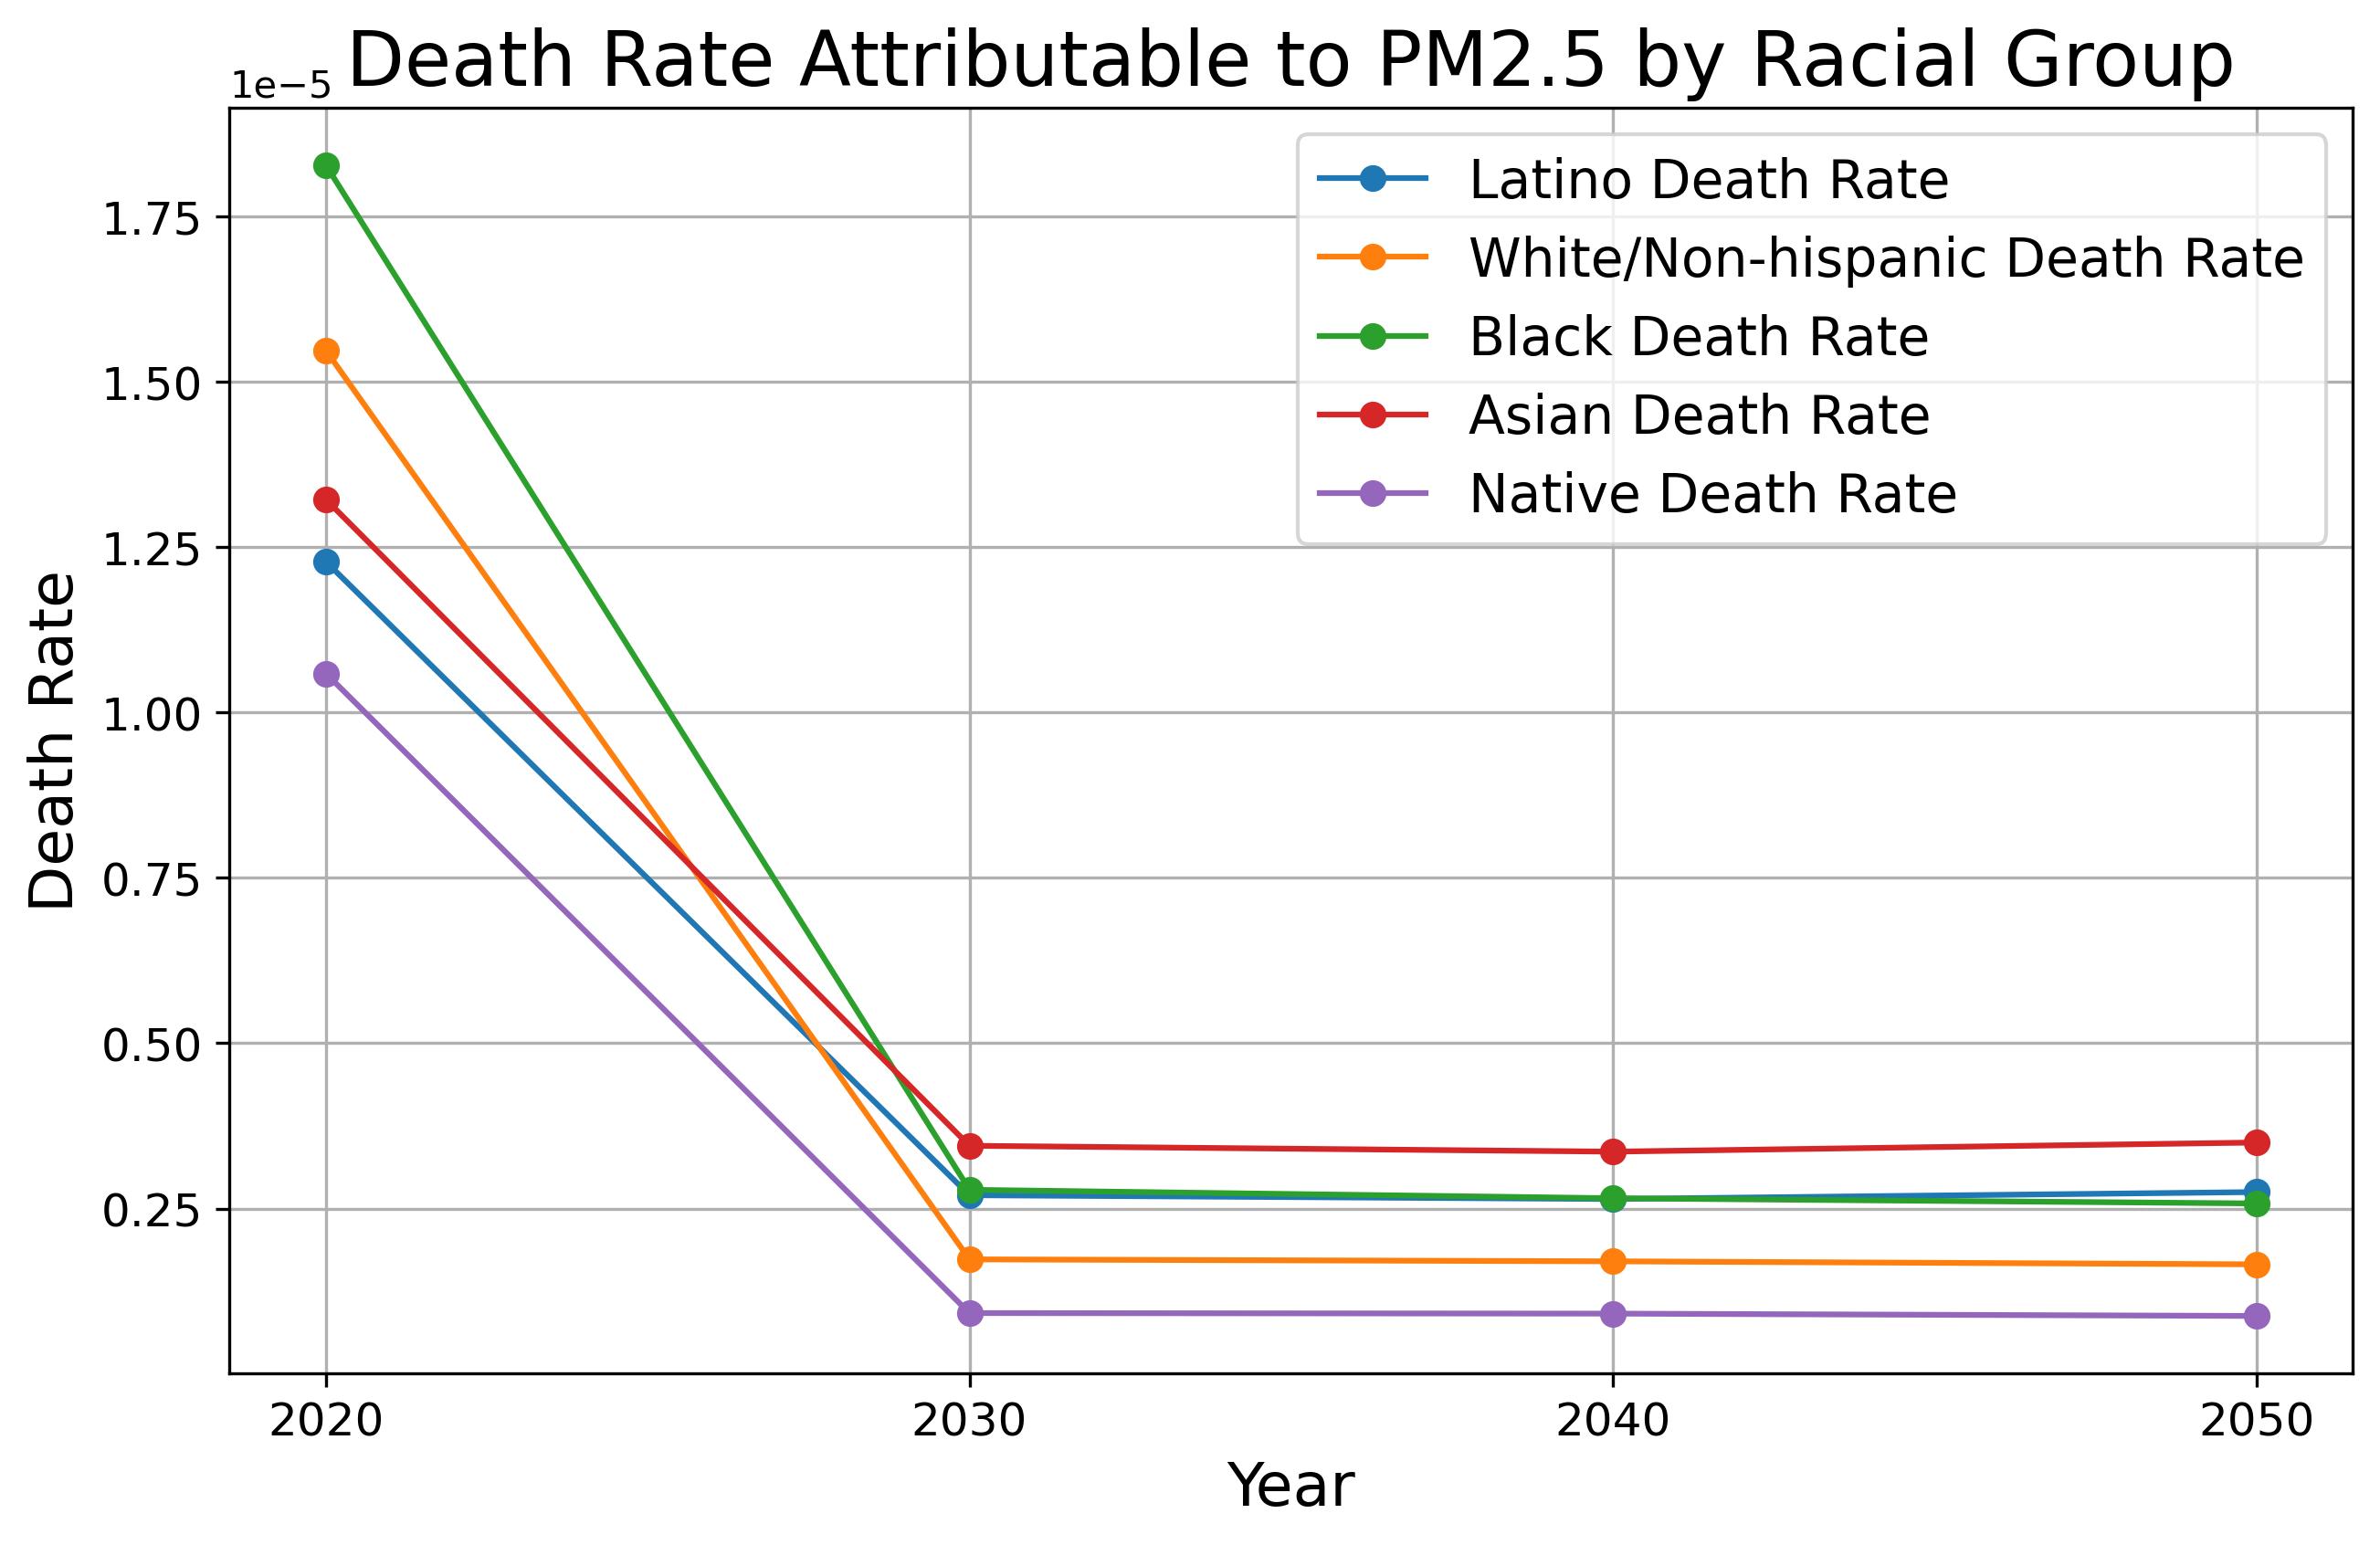 Death Rate Attributable to PM2.5 by Racial Group
1e−5
1.75
1.50
1.25
1.00
0.75
0.50
0.25
Death Rate
Latino Death Rate
White/Non-hispanic Death Rate
Black Death Rate
Asian Death Rate
Native Death Rate
2020 2030 2040 2050
Year